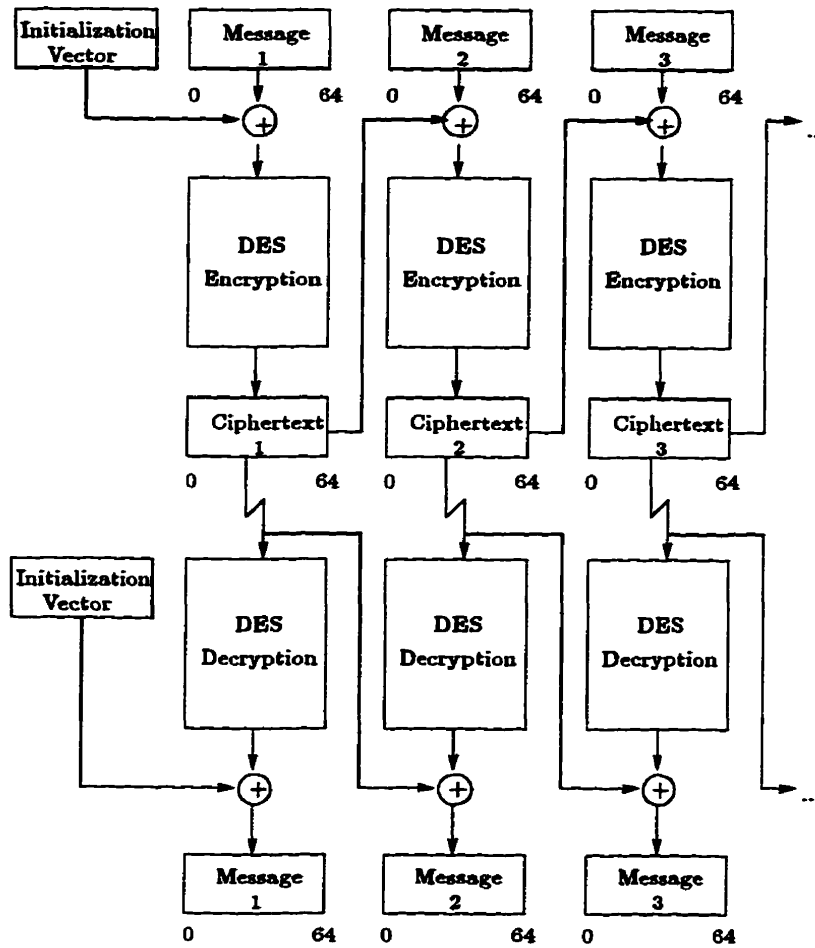 Initialization
Vector
Message
1
Message
2
Message
3
0 64
0 64
0 64
+
+
+
..
DES
Encryption
DES
Encryption
DES
Encryption
Ciphertext
1
Ciphertext
2
Ciphertext
3
0 64
0 64
0 64
Initialization
Vector
DES
Decryption
DES
Decryption
DES
Decryption
+
+
+
..
Message
1
Message
2
Message
3
0 64
0 64
0 64